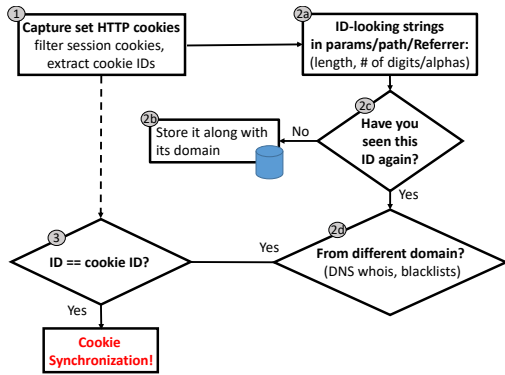 1
Capture set HTTP cookies
filter session cookies,
extract cookie IDs
2a
ID-looking strings
in params/path/Referrer:
(length, # of digits/alphas)
2b
Store it along with
its domain
No
2c
Have you
seen this
ID again?
Yes
3
ID == cookie ID?
Yes
2d
From different domain?
(DNS whois, blacklists)
Yes
Cookie
Synchronization!